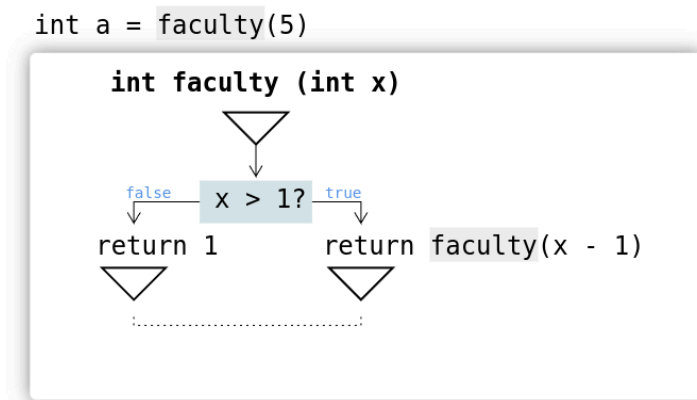 int a = faculty(5)
int faculty (int x)
false x > 1? true
return 1 return faculty(x - 1)